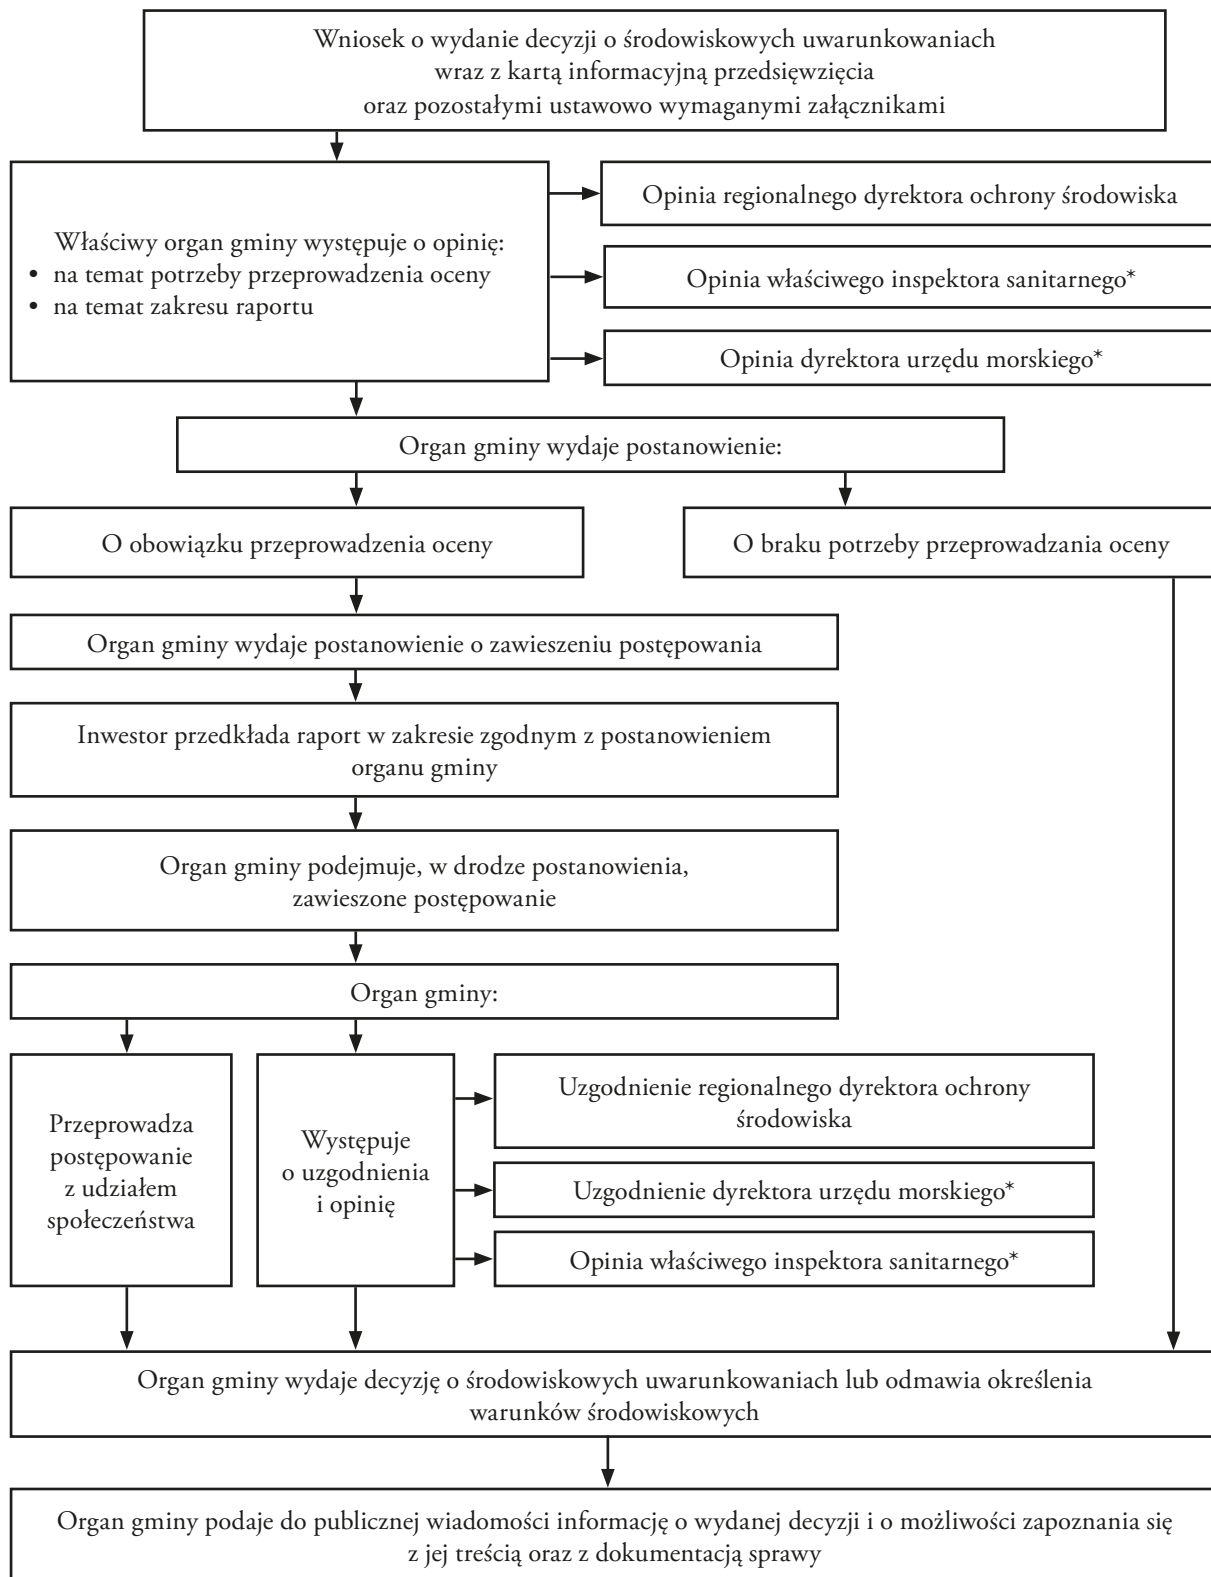 Wniosek o wydanie decyzji o środowiskowych uwarunkowaniach
wraz z kartą informacyjną przedsięwzięcia
oraz pozostałymi ustawowo wymaganymi załącznikami
Właściwy organ gminy występuje o opinię:
• na temat potrzeby przeprowadzenia oceny
• na temat zakresu raportu
Opinia regionalnego dyrektora ochrony środowiska
Opinia właściwego inspektora sanitarnego*
Opinia dyrektora urzędu morskiego*
Organ gminy wydaje postanowienie:
O obowiązku przeprowadzenia oceny
O braku potrzeby przeprowadzania oceny
Organ gminy wydaje postanowienie o zawieszeniu postępowania
Inwestor przedkłada raport w zakresie zgodnym z postanowieniem
organu gminy
Organ gminy podejmuje, w drodze postanowienia,
zawieszone postępowanie
Organ gminy:
Przeprowadza
postępowanie
z udziałem
społeczeństwa
Występuje
o uzgodnienia
i opinię
Uzgodnienie regionalnego dyrektora ochrony
środowiska
Uzgodnienie dyrektora urzędu morskiego*
Opinia właściwego inspektora sanitarnego*
Organ gminy wydaje decyzję o środowiskowych uwarunkowaniach lub odmawia określenia
warunków środowiskowych
Organ gminy podaje do publicznej wiadomości informację o wydanej decyzji i o możliwości zapoznania się
z jej treścią oraz z dokumentacją sprawy